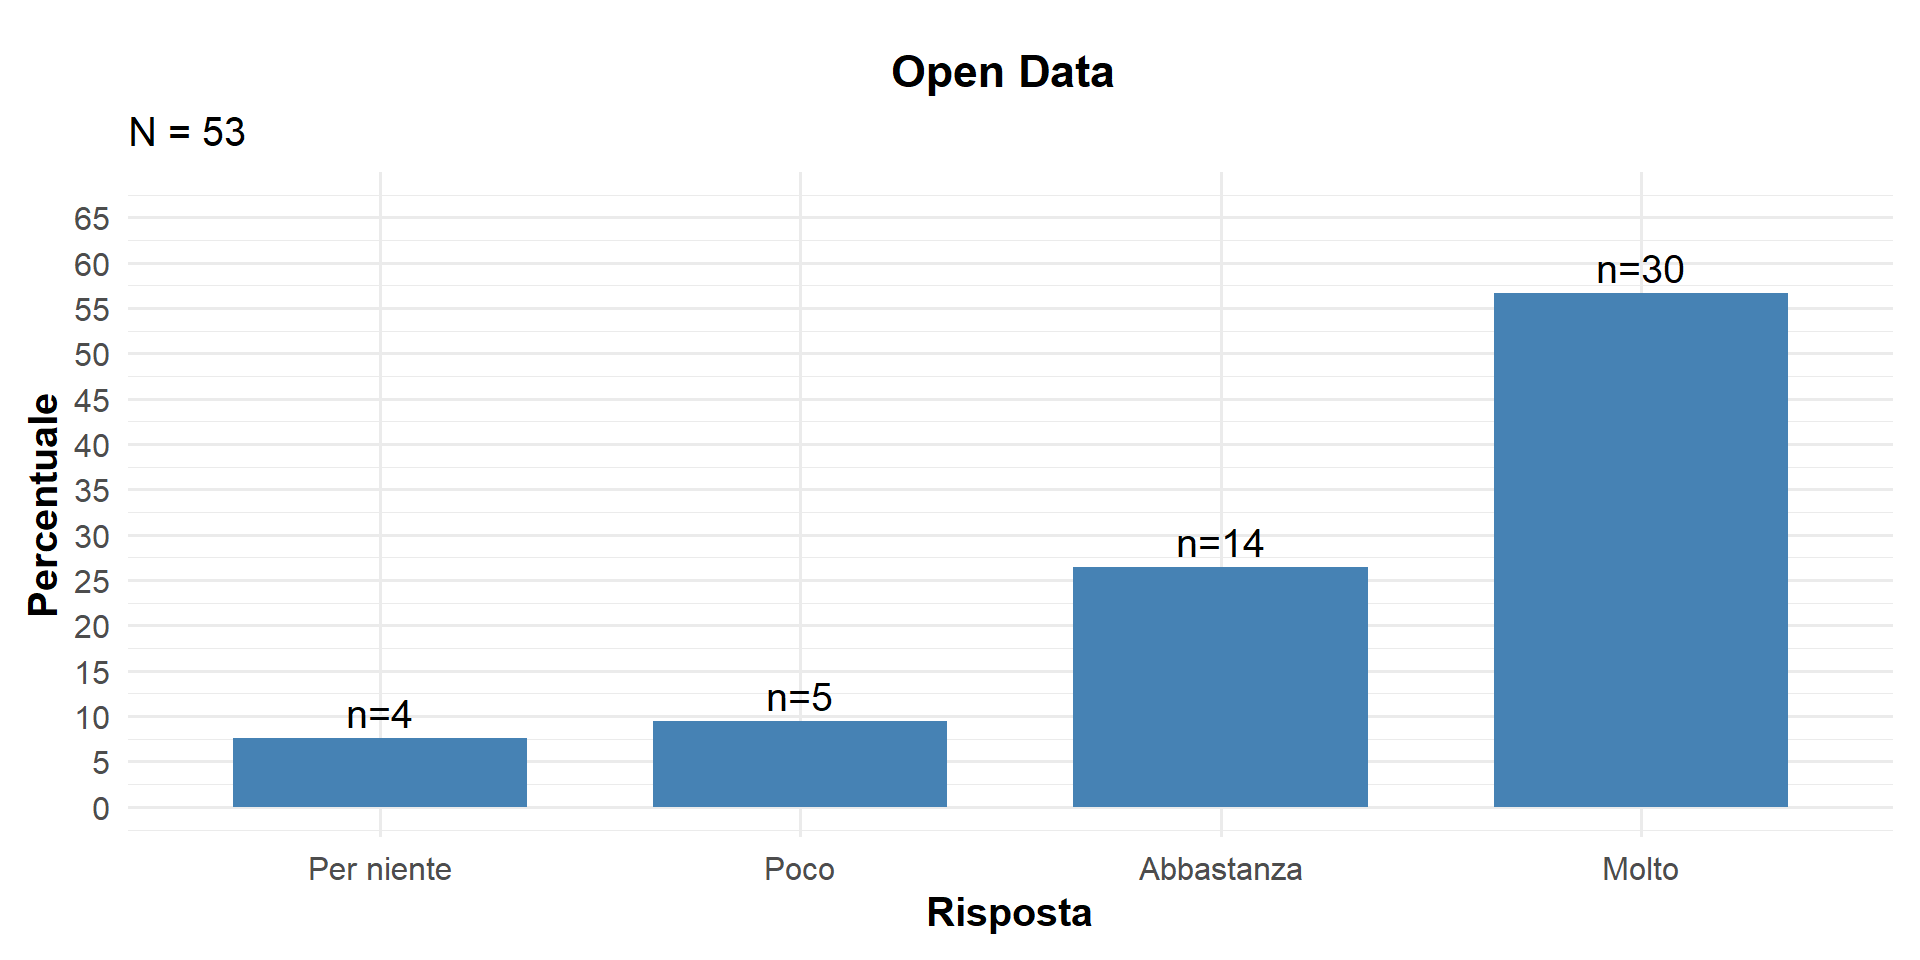 Open Data
N = 53
Percentuale
65
60
55
50
45
40
35
30
25
20
15
10
5
0
n=4
n=5
n=14
n=30
Per niente
Poco
Abbastanza
Molto
Risposta